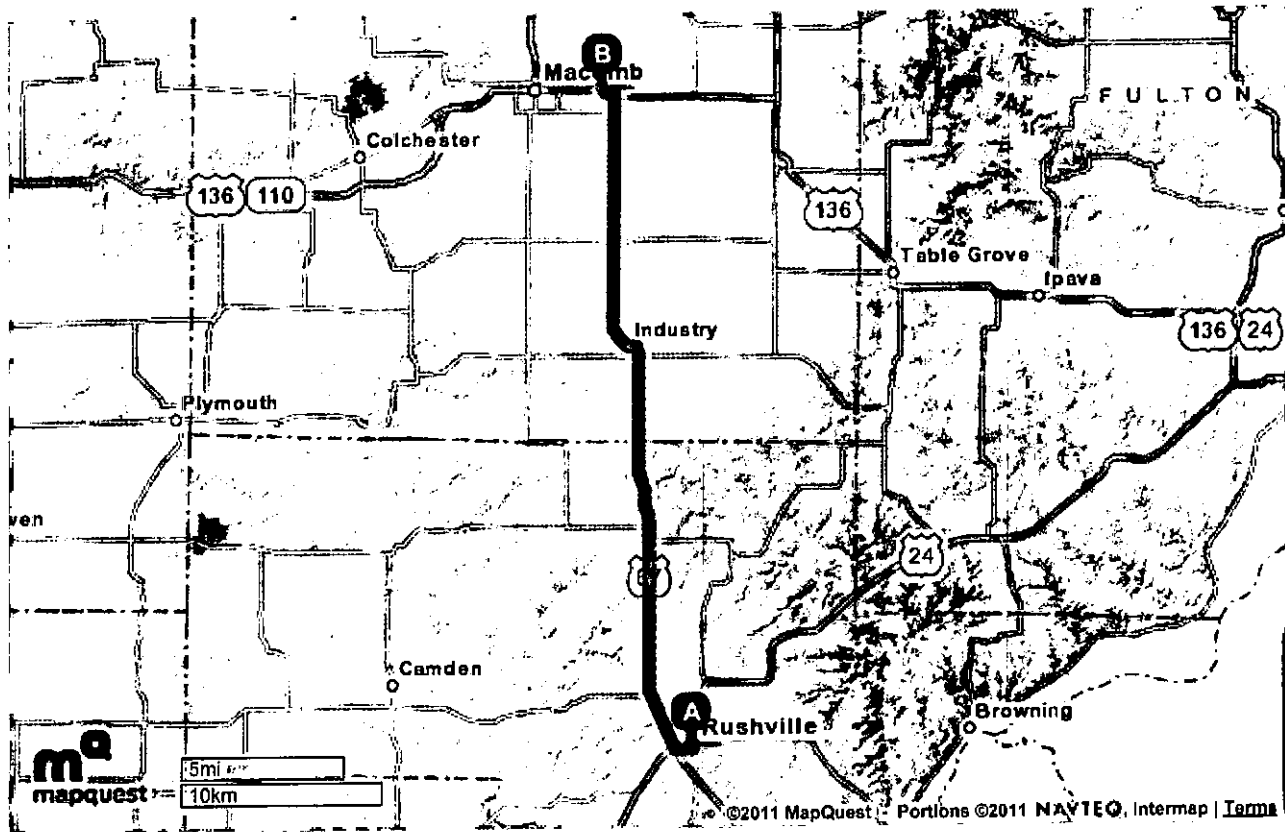 B
Macomb
FULTON
Colchester
136
110
136
Table Grove
Ipava
Industry
136
24
Plymouth
ven
24
Camden
A
Rushville
Browning
mQ
mapquest
5mi
10km
©2011 MapQuest - Portions ©2011 NAVTEQ, Intermap | Terms